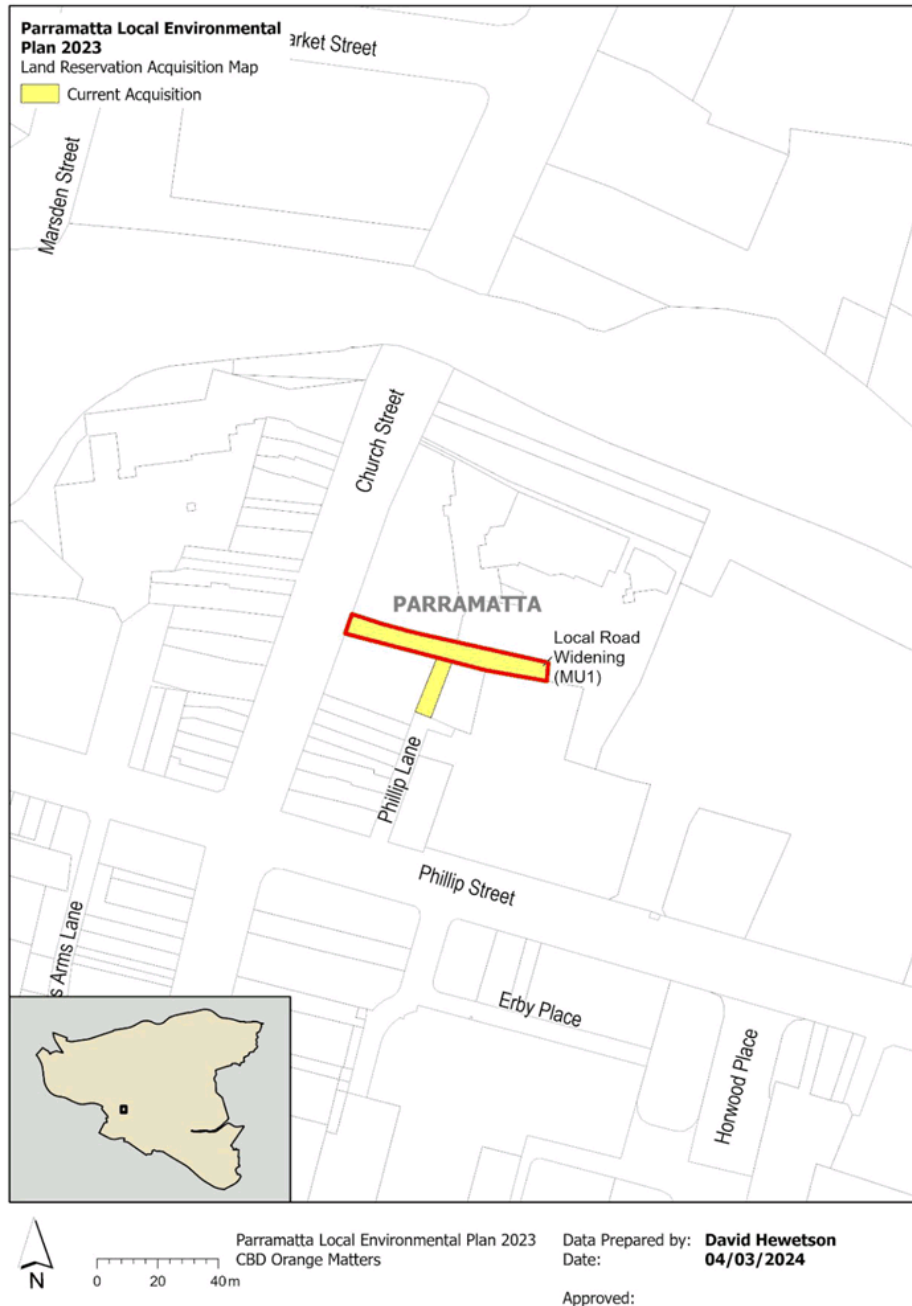 Parramatta Local Environmental
Plan 2023
Land Reservation Acquisition Map
Current Acquisition
arket Street
Marsden Street
Church Street
PARRAMATTA
Local Road
Widening
(MU1)
Phillip Lane
Phillip Street
s Arms Lane
Erby Place
Horwood Place
N
0 20 40 m
Parramatta Local Environmental Plan 2023
CBD Orange Matters
Data Prepared by: David Hewetson
Date: 04/03/2024
Approved: